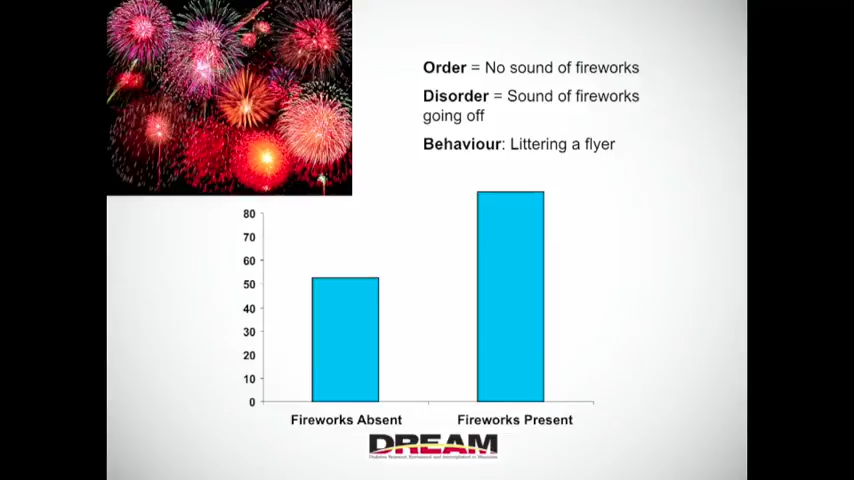 Order = No sound of fireworks
Disorder = Sound of fireworks
going off
Behaviour: Littering a flyer
80
70
60
50
40
30
20
10
0
Fireworks Absent
Fireworks Present
DREAM